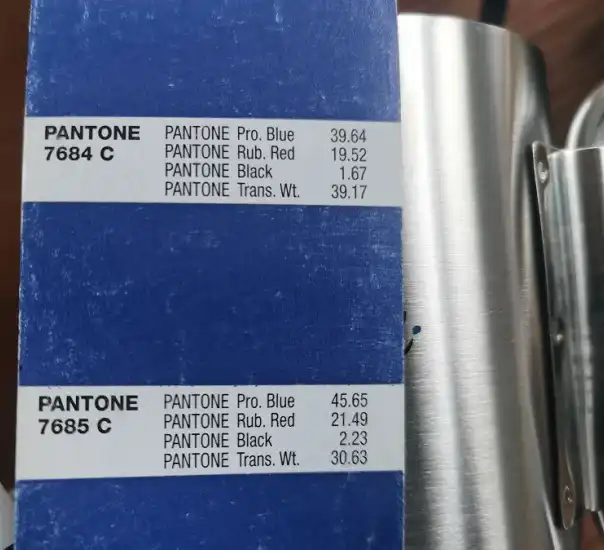 PANTONE PANTONE Pro. Blue 39.64
7684 C PANTONE Rub. Red 19.52
PANTONE Black 1.67
PANTONE Trans. Wt. 39.17
PANTONE PANTONE Pro. Blue 45.65
7685 C PANTONE Rub. Red 21.49
PANTONE Black 2.23
PANTONE Trans. Wt. 30.63